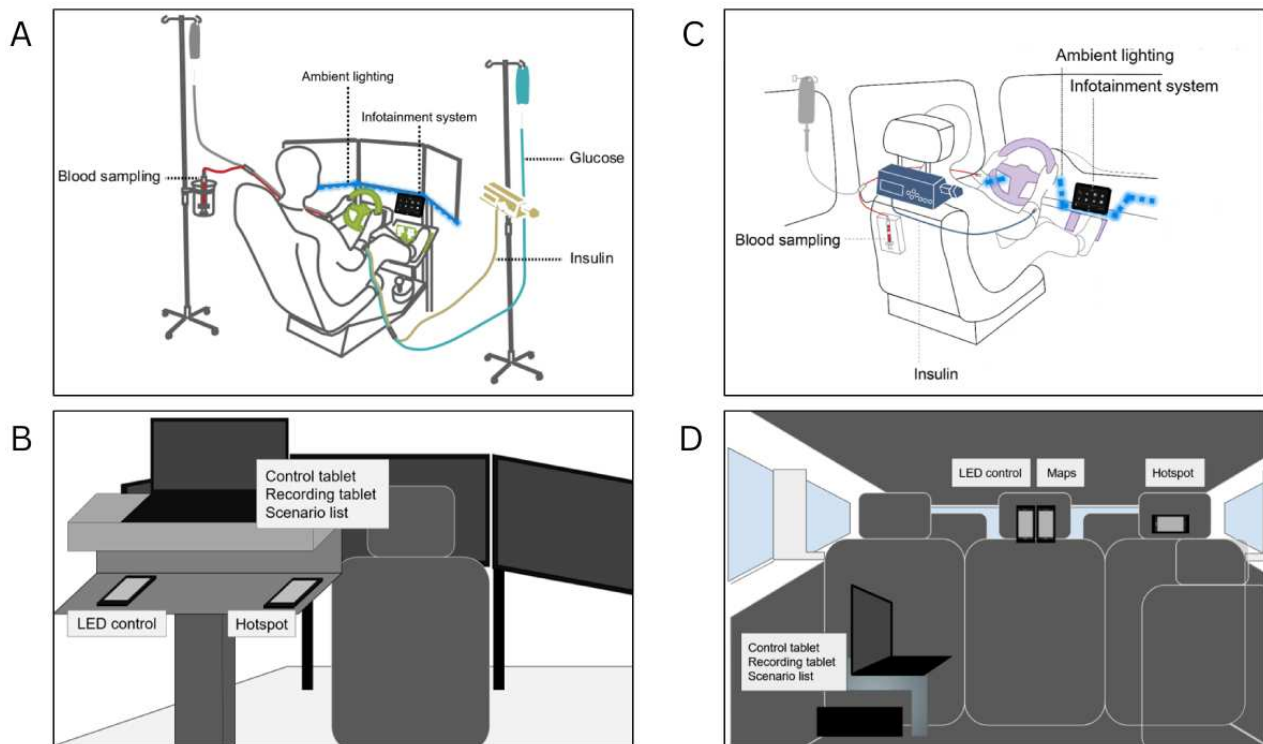 A
Ambient lighting
Infotainment system
Blood sampling
Glucose
Insulin
B
Control tablet
Recording tablet
Scenario list
LED control
Hotspot
C
Ambient lighting
Infotainment system
Blood sampling
Insulin
D
LED control
Maps
Hotspot
Control tablet
Recording tablet
Scenario list